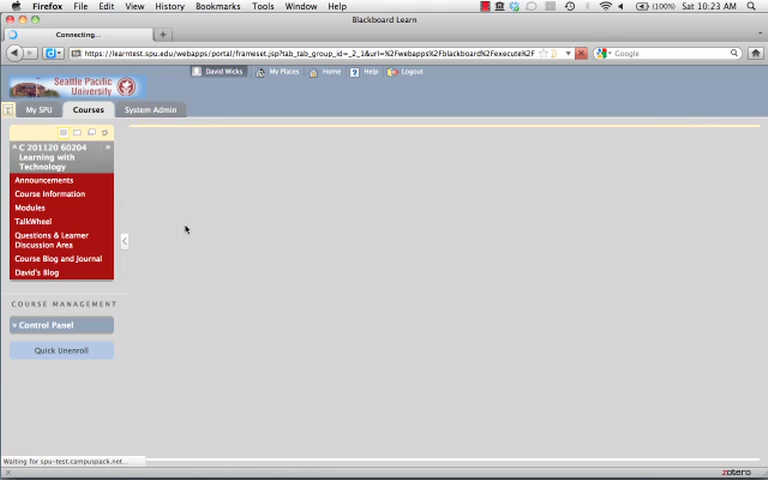 Firefox File Edit View History Bookmarks Tools Window Help (100%) Sat 10:23 AM
Blackboard Learn
Connecting...
https://learntest.spu.edu/webapps/portal/frameset.jsp?tab_tab_group_id=_2_1&url=%2Fwebapps%2Fblackboard%2Fexecute%2F Google
David Wicks My Places Home Help Logout
Seattle Pacific
University
My SPU Courses System Admin
C 201120 60204
Learning with
Technology
Announcements
Course Information
Modules
TalkWheel
Questions & Learner
Discussion Area
Course Blog and Journal
David's Blog
COURSE MANAGEMENT
Control Panel
Quick Unenroll
Waiting for spu-test.campuspack.net...
zotero